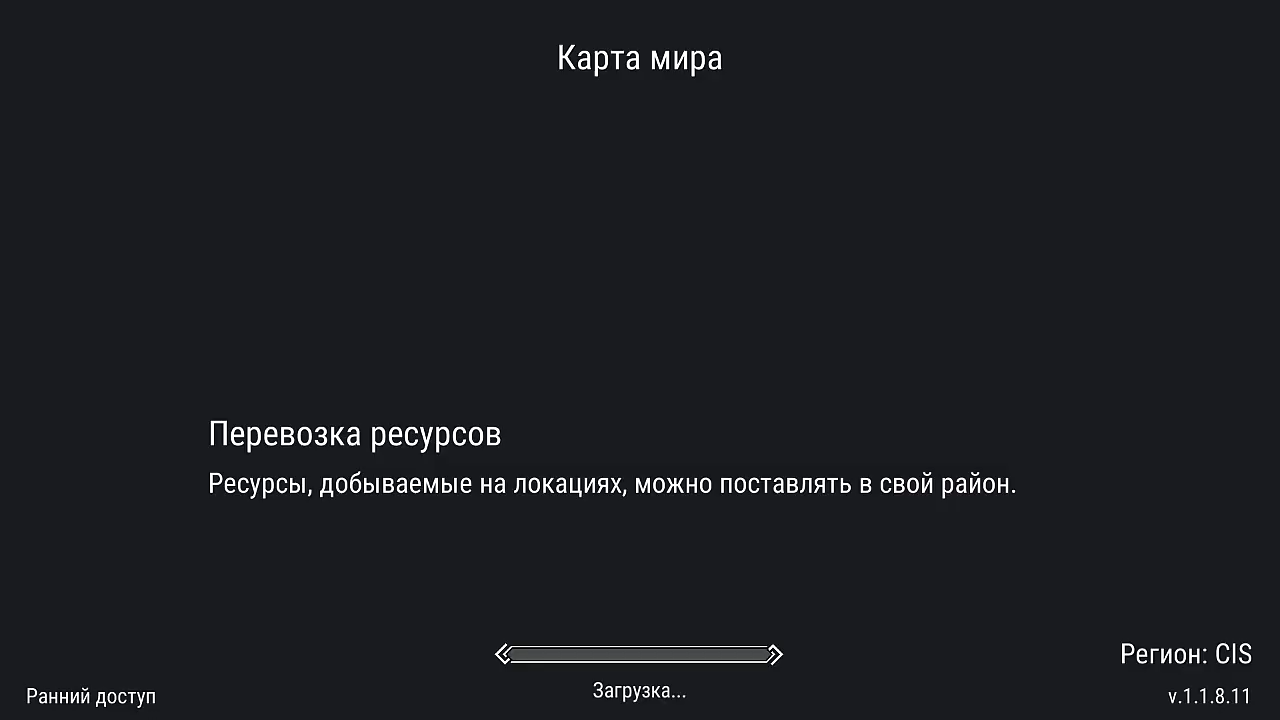 Карта мира
Перевозка ресурсов
Ресурсы, добываемые на локациях, можно поставлять в свой район.
Регион: CIS
Загрузка...
Ранний доступ
v.1.1.8.11